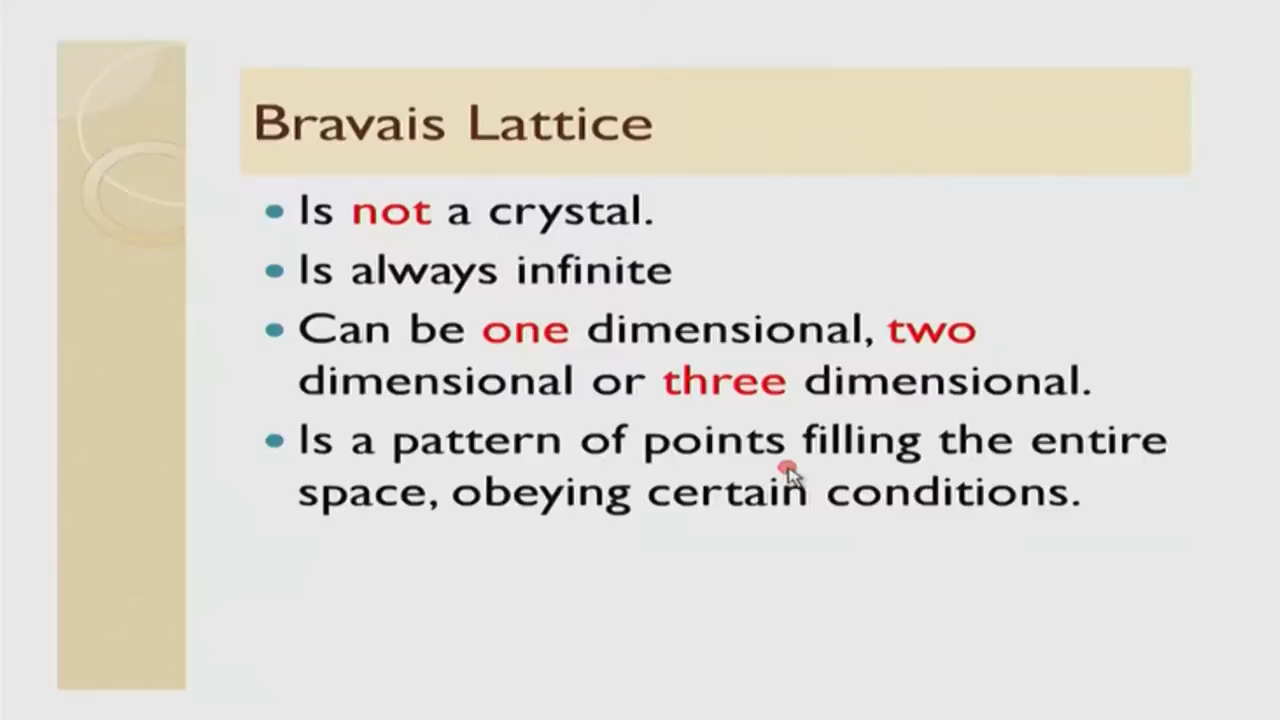 Bravais Lattice
Is not a crystal.
Is always infinite
Can be one dimensional, two
dimensional or three dimensional.
Is a pattern of points filling the entire
space, obeying certain conditions.